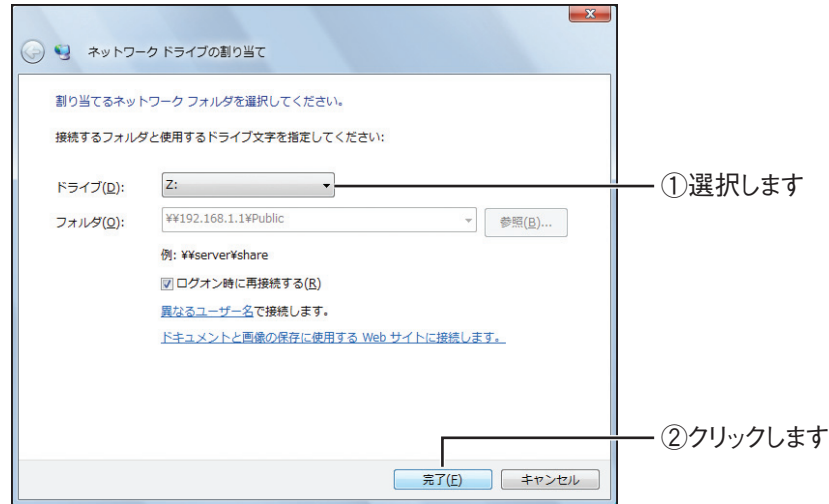 ネットワーク ドライブの割り当て
割り当てるネットワーク フォルダを選択してください。
接続するフォルダと使用するドライブ文字を指定してください:
ドライブ(D): Z: ①選択します
フォルダ(O): ¥¥192.168.1.1¥Public 参照(B)...
例: ¥¥server¥share
ログオン時に再接続する(R)
異なるユーザー名で接続します。
ドキュメントと画像の保存に使用する Web サイトに接続します。
②クリックします
完了(F) キャンセル